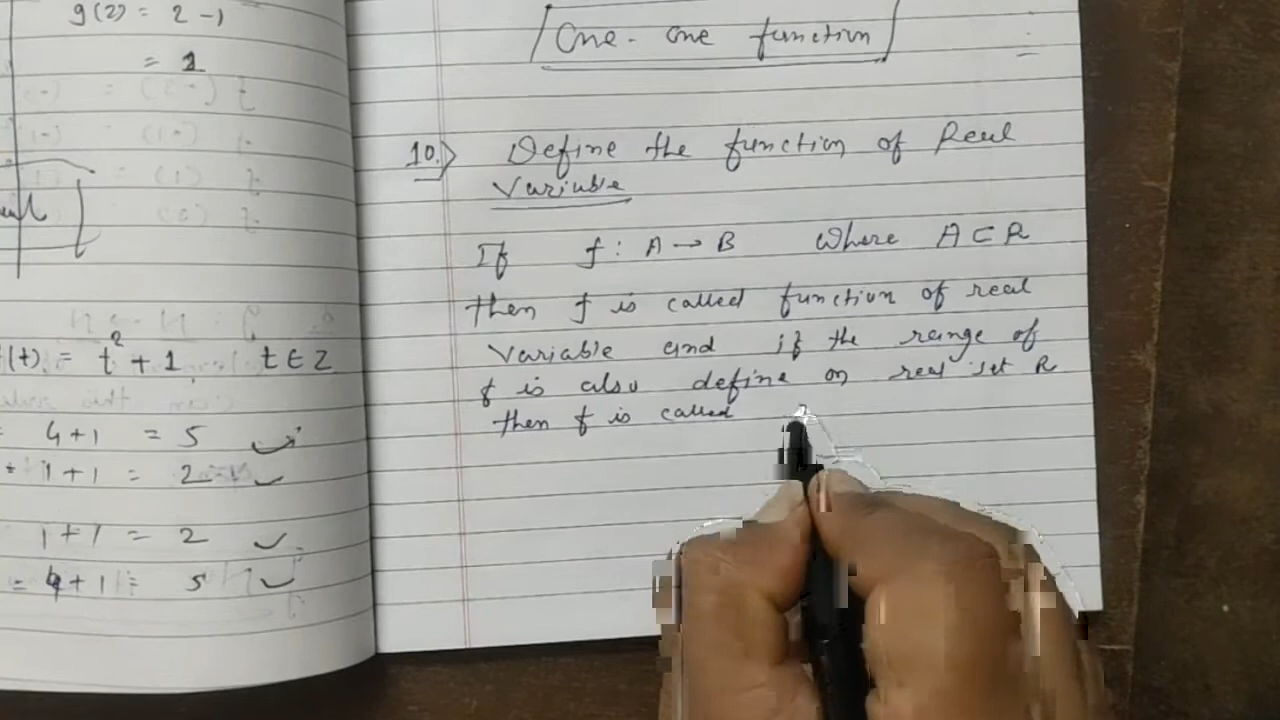 g(2) = 2 - 1
= 1
(t) = t² + 1, t ∈ Z
4+1 = 5
1+1 = 2
1+1 = 2
= 4+1 = 5
One-One function
10.> Define the function of Real
Variable
If f : A → B Where A ⊂ R
then f is called function of real
Variable and if the range of
f is also define on real set R
then f is called